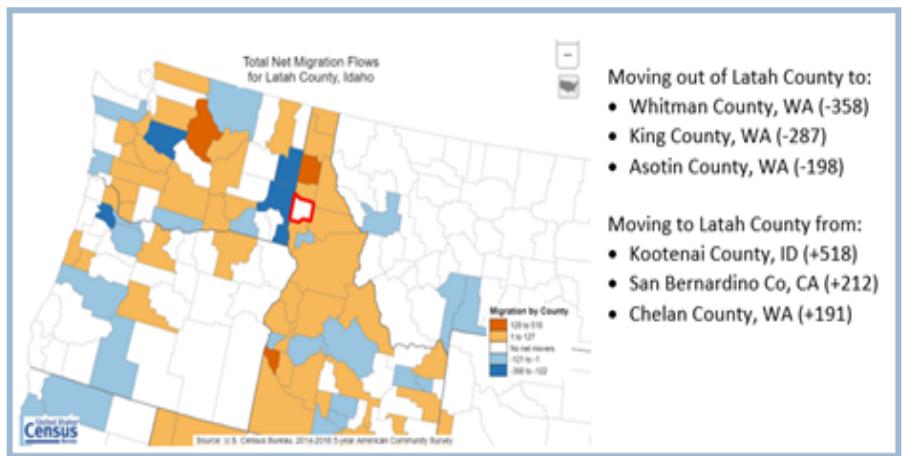 Total Net Migration Flows
for Latah County, Idaho
−
Moving out of Latah County to:
• Whitman County, WA (-358)
• King County, WA (-287)
• Asotin County, WA (-198)
Moving to Latah County from:
• Kootenai County, ID (+518)
• San Bernardino Co, CA (+212)
• Chelan County, WA (+191)
Migration by County
128 to 518
1 to 127
No net movers
-121 to -1
-358 to -122
United States
Census
Bureau
Source: U.S. Census Bureau, 2014-2018 5-year American Community Survey